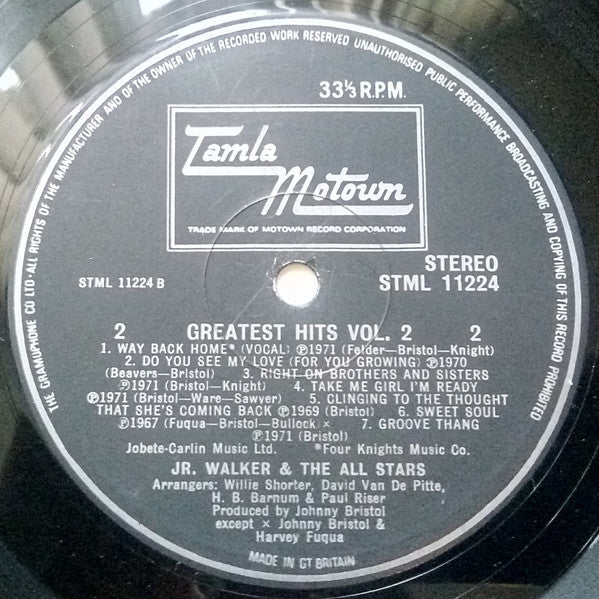 THE GRAMOPHONE CO LTD · ALL RIGHTS OF THE MANUFACTURER AND OF THE OWNER OF THE RECORDED WORK RESERVED UNAUTHORISED PUBLIC PERFORMANCE BROADCASTING AND COPYING OF THIS RECORD PROHIBITED
33⅓ R.P.M.
Tamla
Motown
TRADE MARK OF MOTOWN RECORD CORPORATION
STEREO
STML 11224 B
STML 11224
2 GREATEST HITS VOL. 2 2
1. WAY BACK HOME* (VOCAL) ℗1971 (Felder–Bristol–Knight)
2. DO YOU SEE MY LOVE (FOR YOU GROWING) ℗1970
(Beavers–Bristol) 3. RIGHT ON BROTHERS AND SISTERS
℗1971 (Bristol–Knight) 4. TAKE ME GIRL I'M READY
℗1971 (Bristol–Ware–Sawyer) 5. CLINGING TO THE THOUGHT
THAT SHE'S COMING BACK ℗1969 (Bristol) 6. SWEET SOUL
℗1967 (Fuqua–Bristol–Bullock) × 7. GROOVE THANG
℗1971 (Bristol)
Jobete-Carlin Music Ltd. *Four Knights Music Co.
JR. WALKER & THE ALL STARS
Arrangers: Willie Shorter, David Van De Pitte,
H. B. Barnum & Paul Riser
Produced by Johnny Bristol
except × Johnny Bristol &
Harvey Fuqua
MADE IN GT BRITAIN